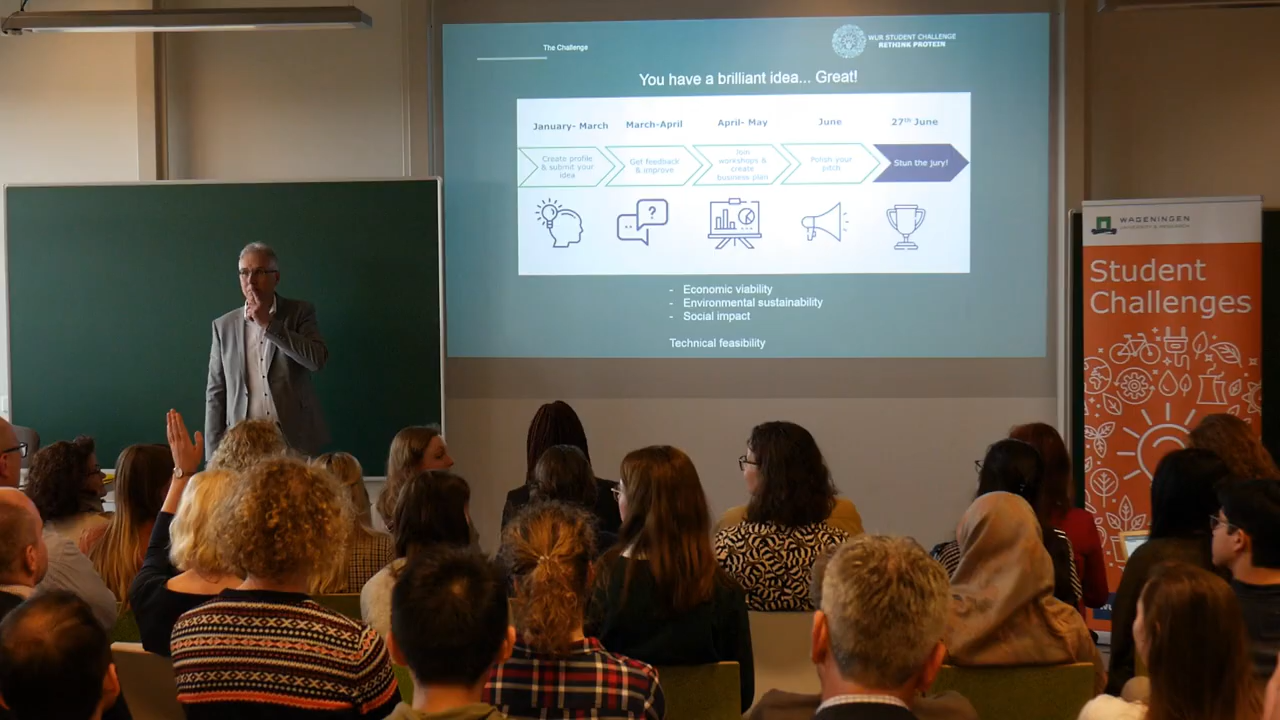 The Challenge
WUR STUDENT CHALLENGE
RETHINK PROTEIN
You have a brilliant idea... Great!
January- March
March-April
April- May
June
27th June
Create profile
& submit your
idea
Get feedback
& improve
Join
workshops &
create
business plan
Polish your
pitch
Stun the jury!
?
- Economic viability
- Environmental sustainability
- Social impact
Technical feasibility
WAGENINGEN
UNIVERSITY & RESEARCH
Student
Challenges